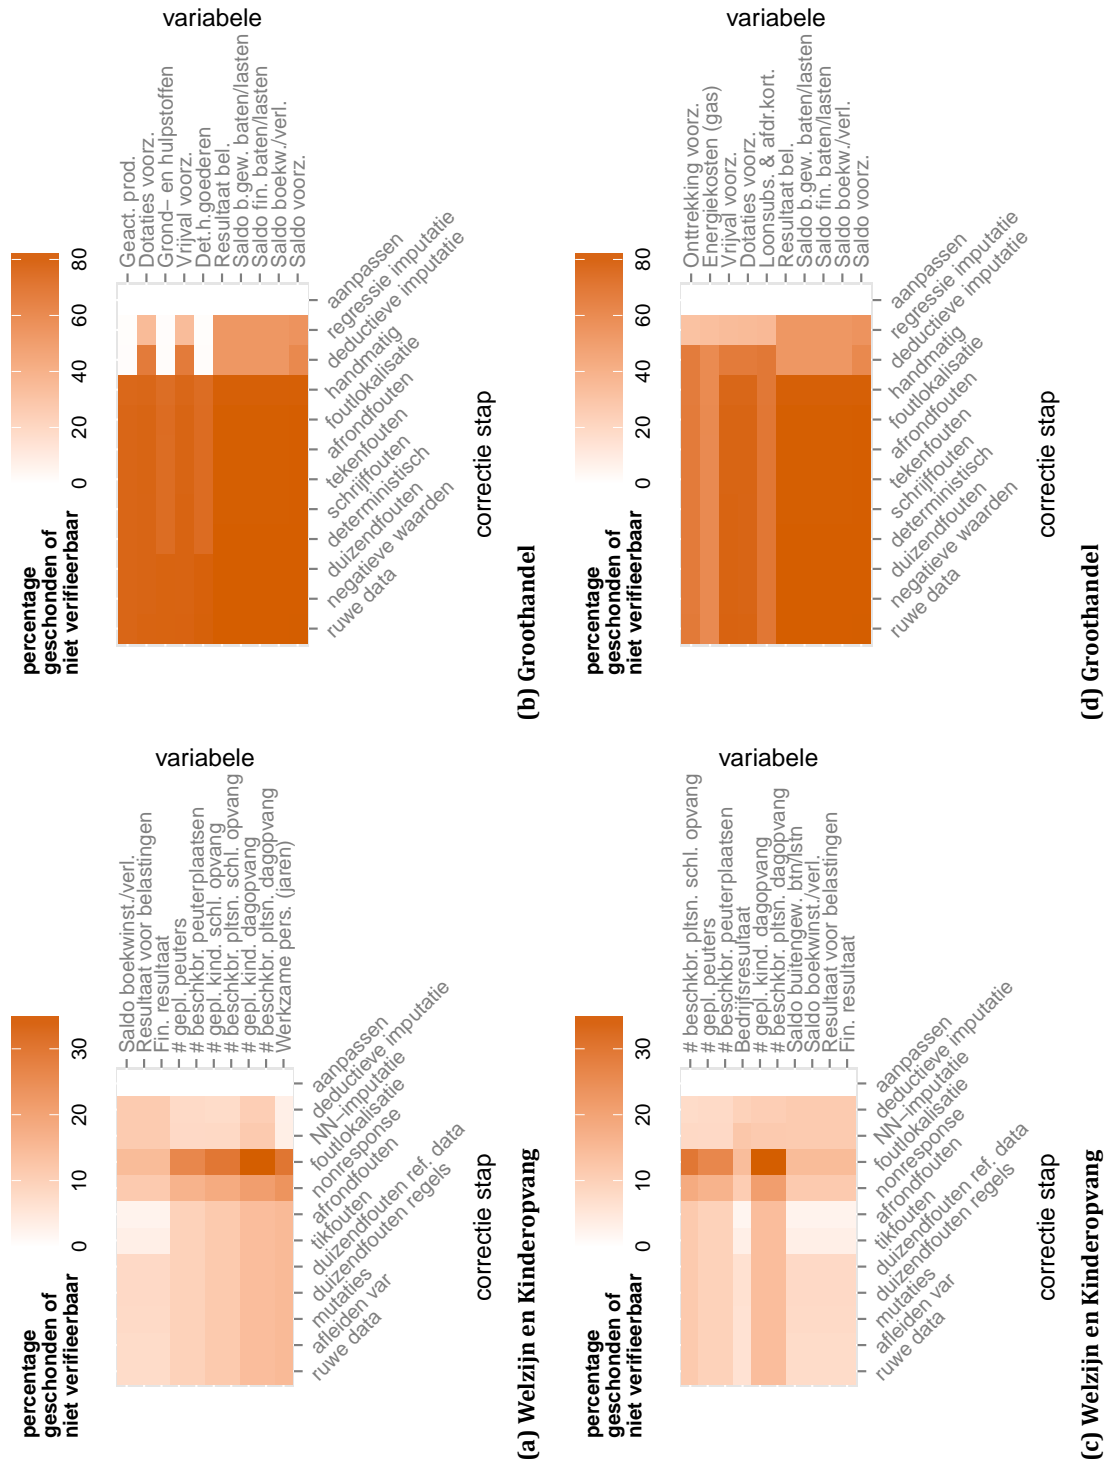 percentage
geschonden of
niet verifieerbaar
0
10
20
30
Saldo boekwinst./verl.
Resultaat voor belastingen
Fin. resultaat
# gepl. peuters
# beschkbr. peuterplaatsen
# gepl. kind. schl. opvang
# beschkbr. pltsn. schl. opvang
# gepl. kind. dagopvang
# beschkbr. pltsn. dagopvang
Werkzame pers. (jaren)
variabele
ruwe data
afleiden var
mutaties
duizendfouten regels
duizendfouten ref. data
tikfouten
afrondfouten
nonresponse
foutlokalisatie
NN−imputatie
deductieve imputatie
aanpassen
correctie stap
(a) Welzijn en Kinderopvang
percentage
geschonden of
niet verifieerbaar
0
20
40
60
80
Geact. prod.
Dotaties voorz.
Grond− en hulpstoffen
Vrijval voorz.
Det.h.goederen
Resultaat bel.
Saldo b.gew. baten/lasten
Saldo fin. baten/lasten
Saldo boekw./verl.
Saldo voorz.
variabele
ruwe data
negatieve waarden
duizendfouten
deterministisch
schrijffouten
tekenfouten
afrondfouten
foutlokalisatie
handmatig
deductieve imputatie
regressie imputatie
aanpassen
correctie stap
(b) Groothandel
percentage
geschonden of
niet verifieerbaar
0
10
20
30
# beschkbr. pltsn. schl. opvang
# gepl. peuters
# beschkbr. peuterplaatsen
Bedrijfsresultaat
# gepl. kind. dagopvang
# beschkbr. pltsn. dagopvang
Saldo buitengew. btn/lstn
Saldo boekwinst./verl.
Resultaat voor belastingen
Fin. resultaat
variabele
ruwe data
afleiden var
mutaties
duizendfouten regels
duizendfouten ref. data
tikfouten
afrondfouten
nonresponse
foutlokalisatie
NN−imputatie
deductieve imputatie
aanpassen
correctie stap
(c) Welzijn en Kinderopvang
percentage
geschonden of
niet verifieerbaar
0
20
40
60
80
Onttrekking voorz.
Energiekosten (gas)
Vrijval voorz.
Dotaties voorz.
Loonsubs. & afdr.kort.
Resultaat bel.
Saldo b.gew. baten/lasten
Saldo fin. baten/lasten
Saldo boekw./verl.
Saldo voorz.
variabele
ruwe data
negatieve waarden
duizendfouten
deterministisch
schrijffouten
tekenfouten
afrondfouten
foutlokalisatie
handmatig
deductieve imputatie
regressie imputatie
aanpassen
correctie stap
(d) Groothandel